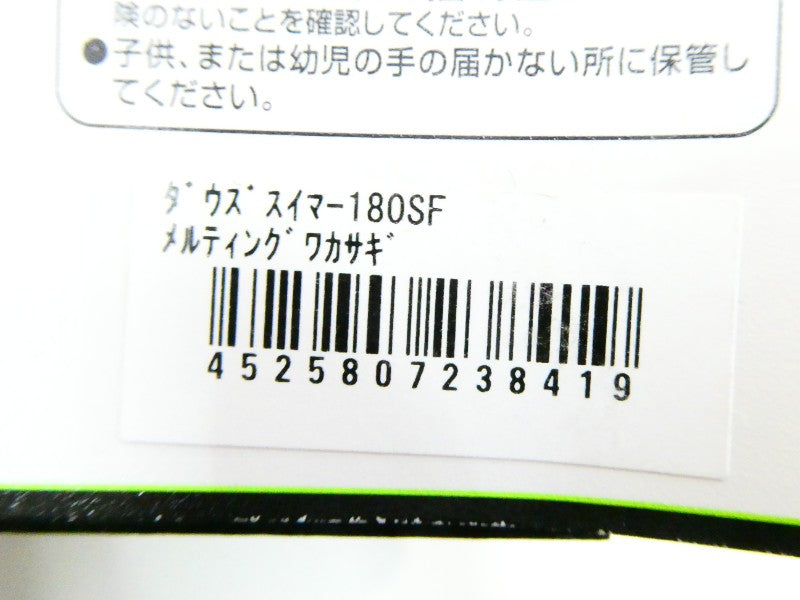 険のないことを確認してください。
●子供、または幼児の手の届かない所に保管し
てください。
ﾀﾞｳｽﾞｽｲﾏｰ180SF
ﾒﾙﾃｨﾝｸﾞﾜｶｻｷﾞ
4525807238419